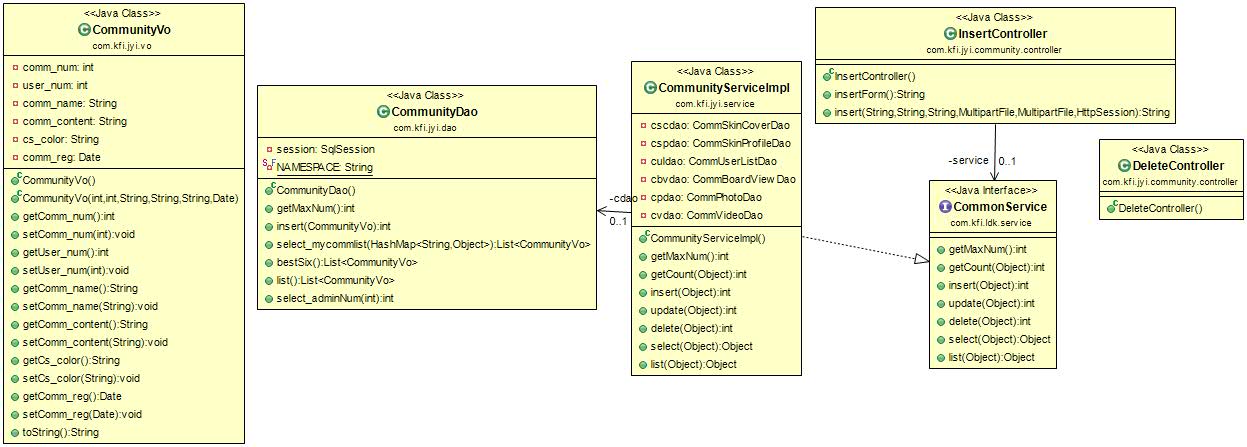 <<Java Class>>
CommunityVo
com.kfi.jyi.vo
comm_num: int
user_num: int
comm_name: String
comm_content: String
cs_color: String
comm_reg: Date
CommunityVo()
CommunityVo(int,int,String,String,String,Date)
getComm_num():int
setComm_num(int):void
getUser_num():int
setUser_num(int):void
getComm_name():String
setComm_name(String):void
getComm_content():String
setComm_content(String):void
getCs_color():String
setCs_color(String):void
getComm_reg():Date
setComm_reg(Date):void
toString():String
<<Java Class>>
CommunityDao
com.kfi.jyi.dao
session: SqlSession
NAMESPACE: String
CommunityDao()
getMaxNum():int
insert(CommunityVo):int
select_mycommlist(HashMap<String,Object>):List<CommunityVo>
bestSix():List<CommunityVo>
list():List<CommunityVo>
select_adminNum(int):int
-cdao
0..1
<<Java Class>>
CommunityServiceImpl
com.kfi.jyi.service
cscdao: CommSkinCoverDao
cspdao: CommSkinProfileDao
culdao: CommUserListDao
cbvdao: CommBoardViewDao
cpdao: CommPhotoDao
cvdao: CommVideoDao
CommunityServiceImpl()
getMaxNum():int
getCount(Object):int
insert(Object):int
update(Object):int
delete(Object):int
select(Object):Object
list(Object):Object
<<Java Class>>
InsertController
com.kfi.jyi.community.controller
InsertController()
insertForm():String
insert(String,String,String,MultipartFile,MultipartFile,HttpSession):String
-service
0..1
<<Java Interface>>
CommonService
com.kfi.ldk.service
getMaxNum():int
getCount(Object):int
insert(Object):int
update(Object):int
delete(Object):int
select(Object):Object
list(Object):Object
<<Java Class>>
DeleteController
com.kfi.jyi.community.controller
DeleteController()